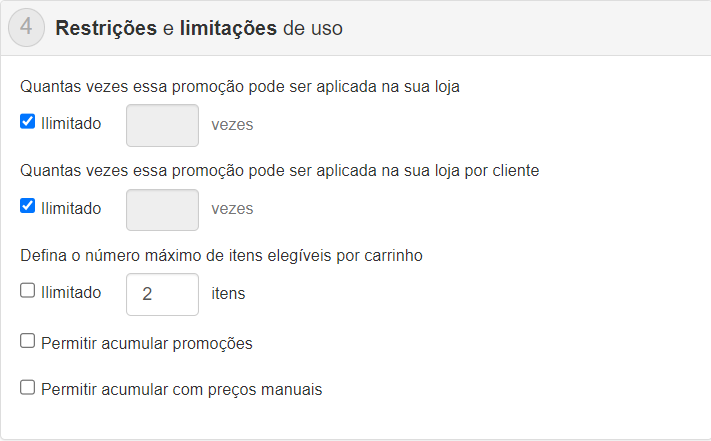 4 Restrições e limitações de uso
Quantas vezes essa promoção pode ser aplicada na sua loja
Ilimitado vezes
Quantas vezes essa promoção pode ser aplicada na sua loja por cliente
Ilimitado vezes
Defina o número máximo de itens elegíveis por carrinho
Ilimitado 2 itens
Permitir acumular promoções
Permitir acumular com preços manuais